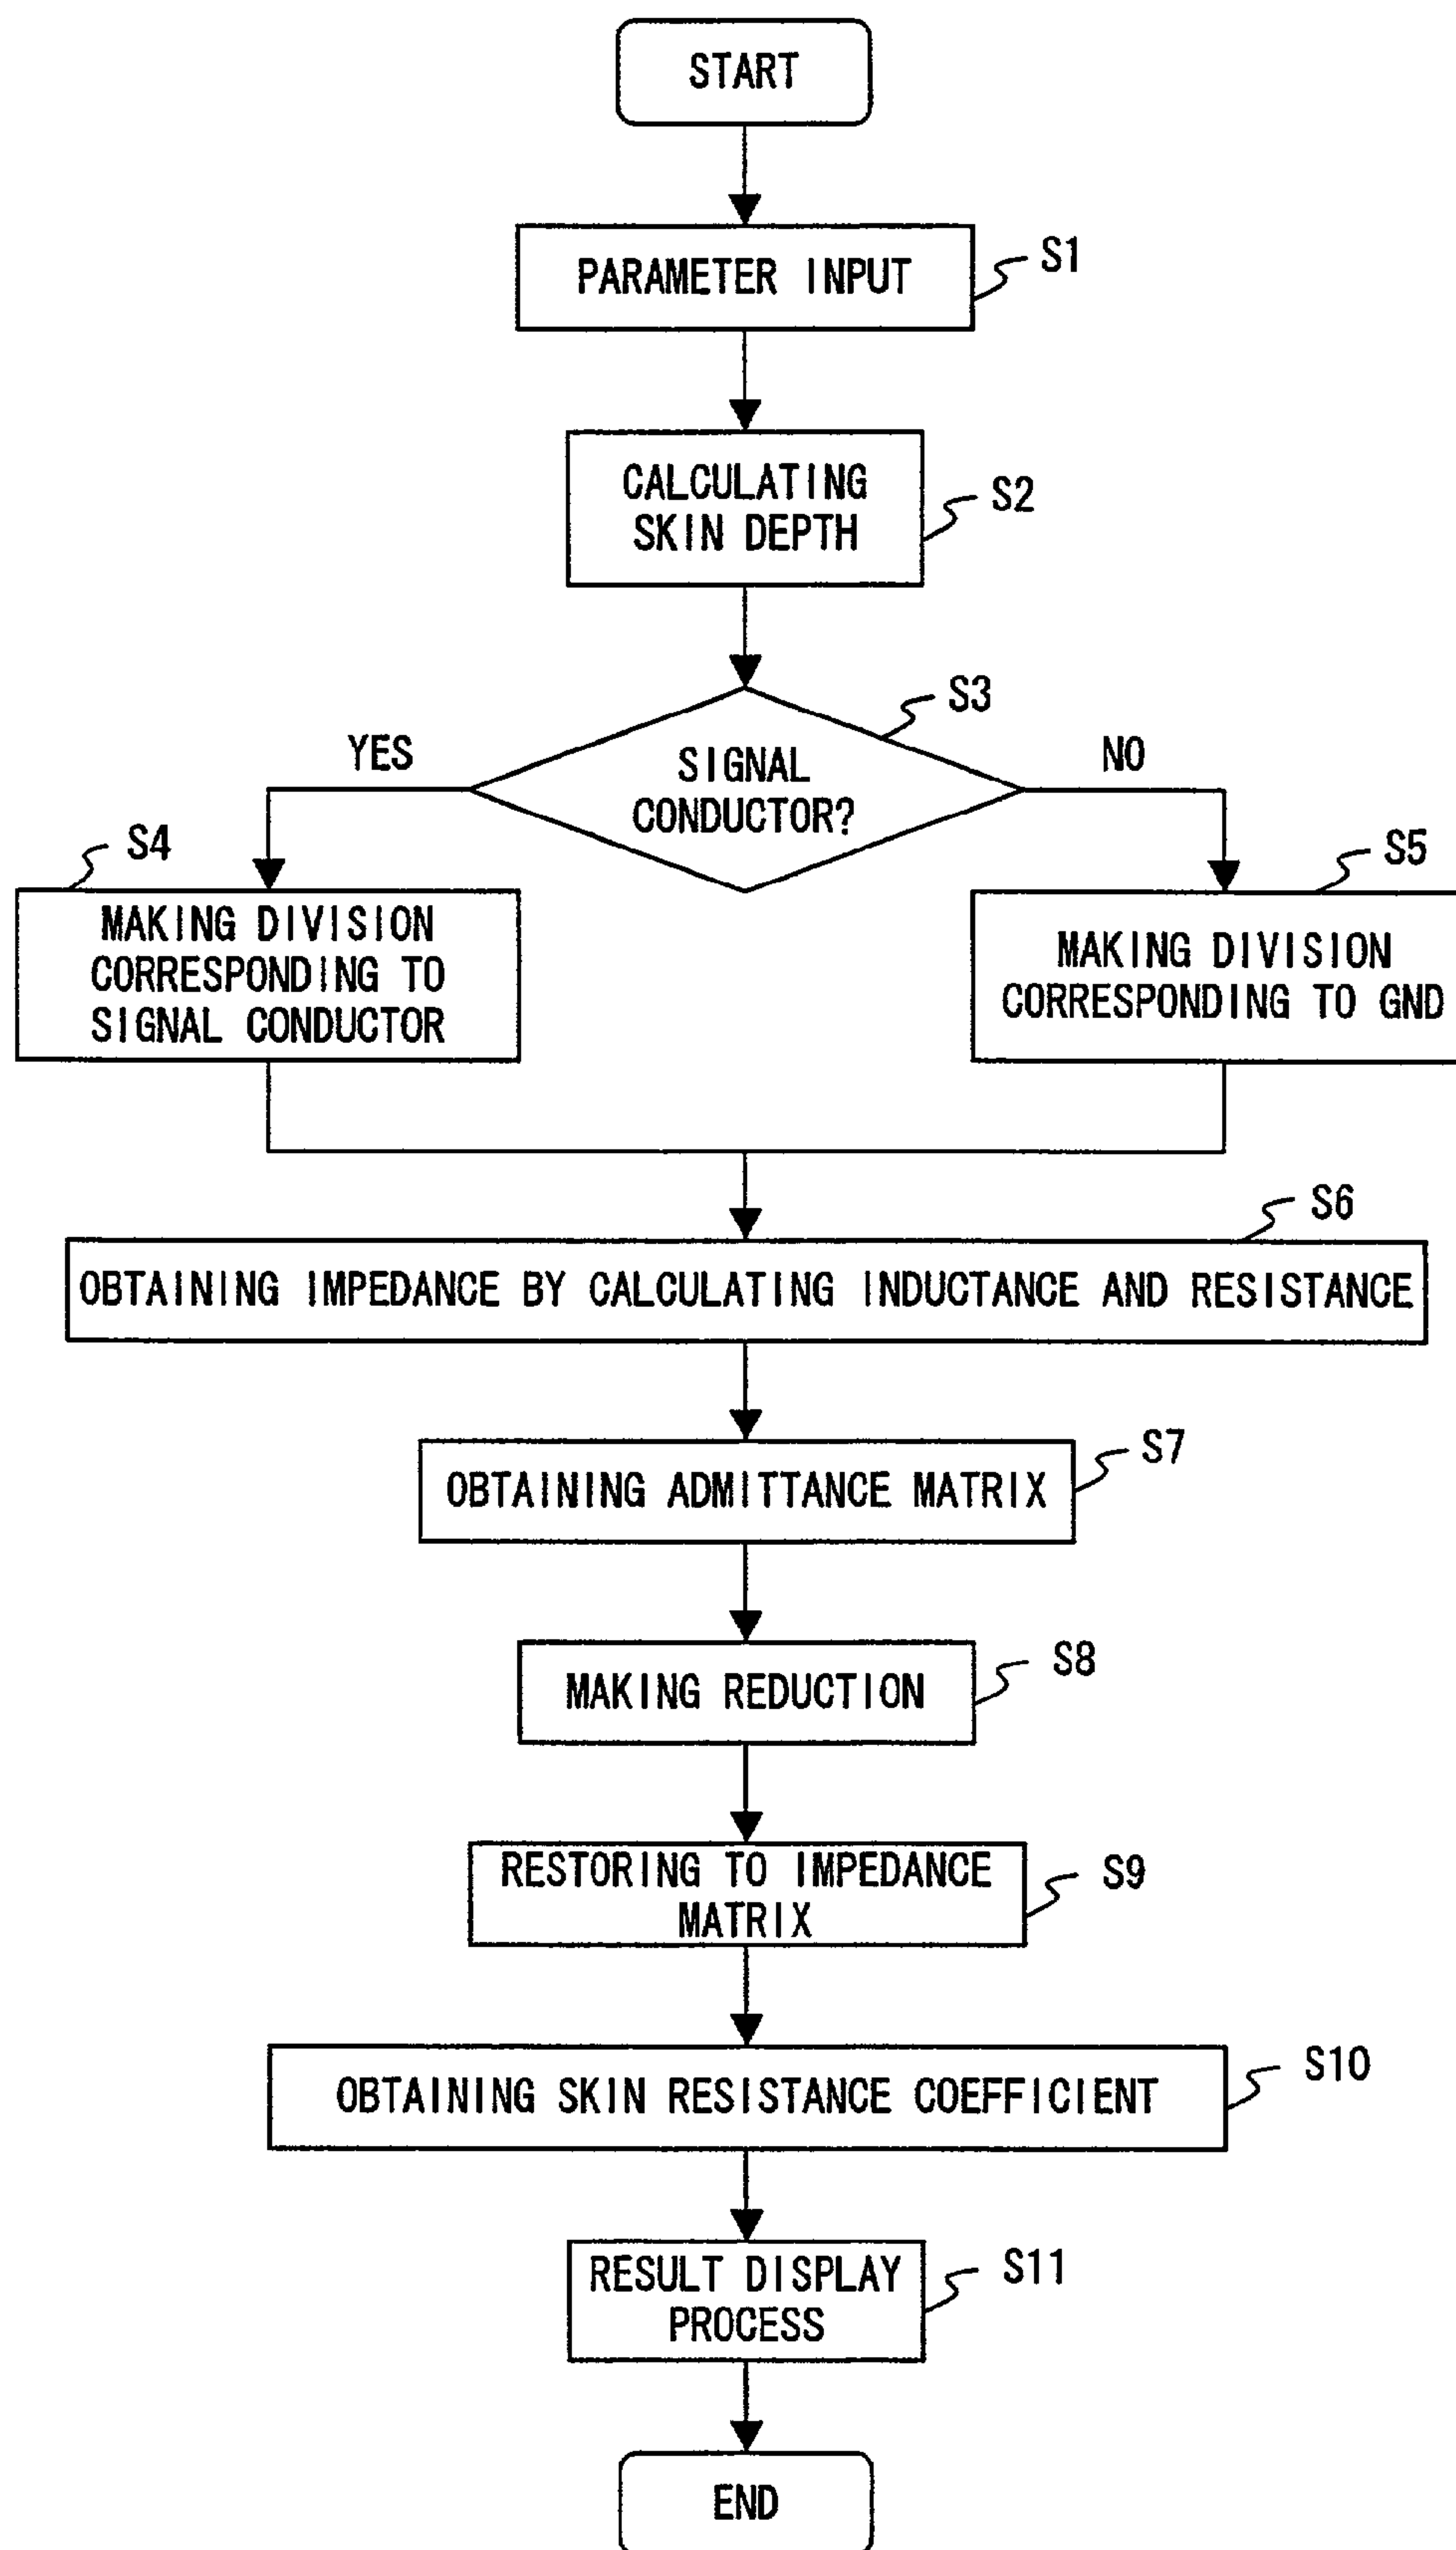 START
PARAMETER INPUT
S1
CALCULATING
SKIN DEPTH
S2
S3
SIGNAL
CONDUCTOR?
YES
NO
S4
MAKING DIVISION
CORRESPONDING TO
SIGNAL CONDUCTOR
S5
MAKING DIVISION
CORRESPONDING TO GND
S6
OBTAINING IMPEDANCE BY CALCULATING INDUCTANCE AND RESISTANCE
S7
OBTAINING ADMITTANCE MATRIX
S8
MAKING REDUCTION
S9
RESTORING TO IMPEDANCE
MATRIX
S10
OBTAINING SKIN RESISTANCE COEFFICIENT
S11
RESULT DISPLAY
PROCESS
END